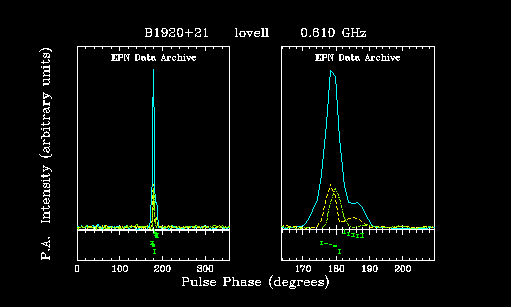 B1920+21 lovell 0.610 GHz
EPN Data Archive EPN Data Archive
P.A. Intensity (arbitrary units)
0 100 200 300 170 180 190 200
Pulse Phase (degrees)